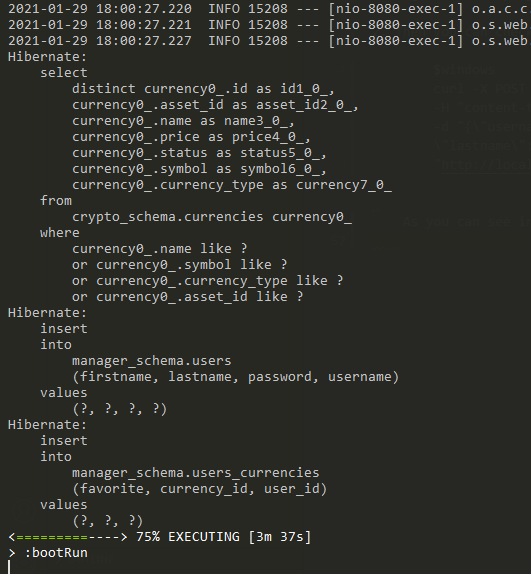 2021-01-29 18:00:27.220  INFO 15208 --- [nio-8080-exec-1] o.a.c.c
2021-01-29 18:00:27.221  INFO 15208 --- [nio-8080-exec-1] o.s.web
2021-01-29 18:00:27.227  INFO 15208 --- [nio-8080-exec-1] o.s.web
Hibernate:
    select
        distinct currency0_.id as id1_0_,
        currency0_.asset_id as asset_id2_0_,
        currency0_.name as name3_0_,
        currency0_.price as price4_0_,
        currency0_.status as status5_0_,
        currency0_.symbol as symbol6_0_,
        currency0_.currency_type as currency7_0_
    from
        crypto_schema.currencies currency0_
    where
        currency0_.name like ?
        or currency0_.symbol like ?
        or currency0_.currency_type like ?
        or currency0_.asset_id like ?
Hibernate:
    insert
    into
        manager_schema.users
        (firstname, lastname, password, username)
    values
        (?, ?, ?, ?)
Hibernate:
    insert
    into
        manager_schema.users_currencies
        (favorite, currency_id, user_id)
    values
        (?, ?, ?)
<=========----> 75% EXECUTING [3m 37s]
> :bootRun